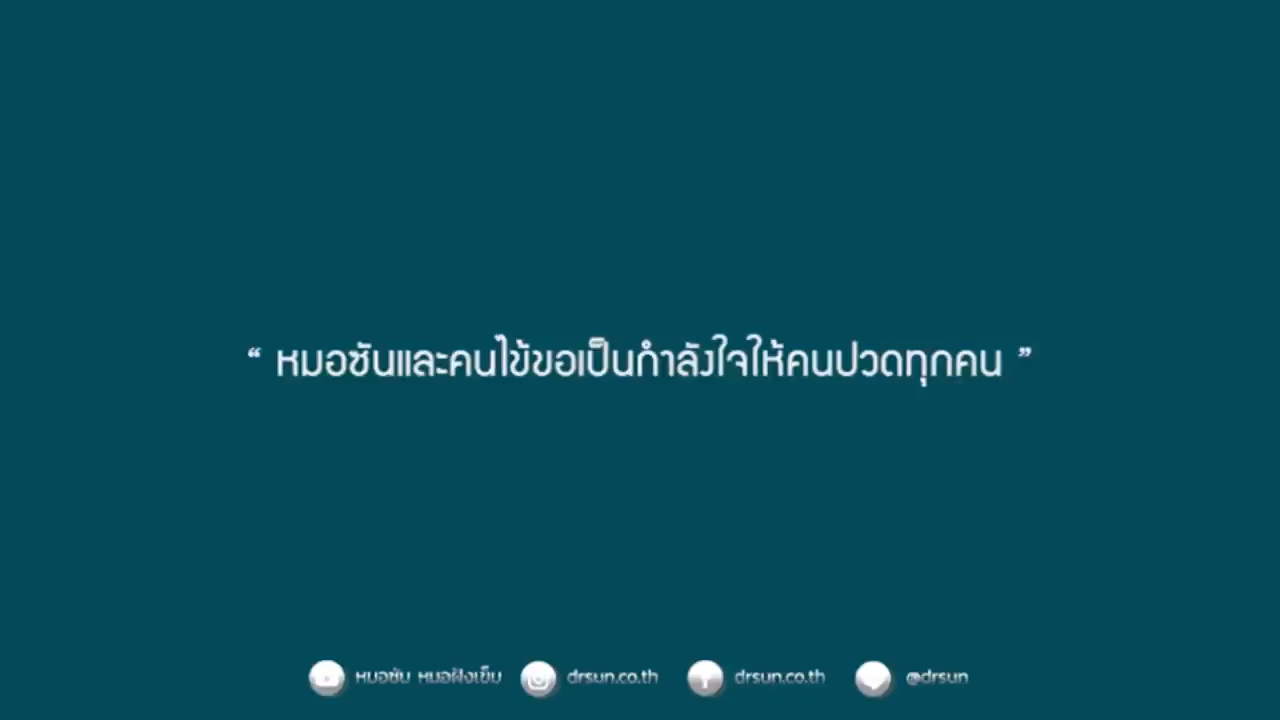 “ หมอซันและคนไข้ขอเป็นกำลังใจให้คนปวดทุกคน ”
หมอซัน หมอฝังเข็ม drsun.co.th drsun.co.th @drsun